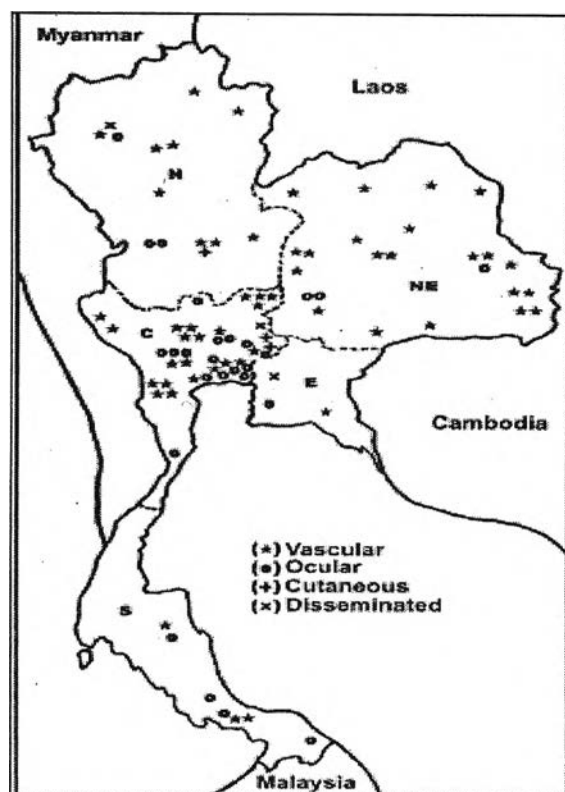 Myanmar
Laos
N
NE
C
E
Cambodia
(★) Vascular
(●) Ocular
(+) Cutaneous
(×) Disseminated
S
Malaysia